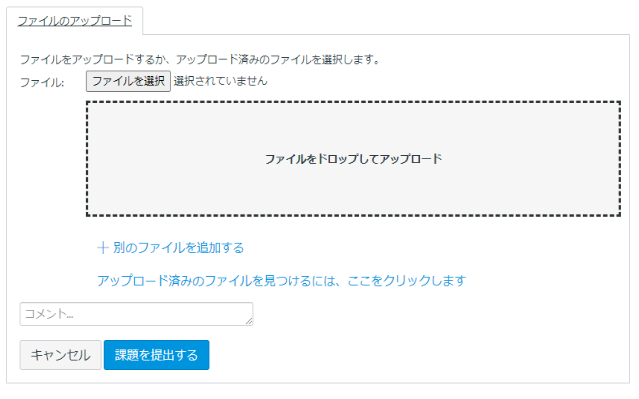 ファイルのアップロード
ファイルをアップロードするか、アップロード済みのファイルを選択します。
ファイル: ファイルを選択 選択されていません
ファイルをドロップしてアップロード
+ 別のファイルを追加する
アップロード済みのファイルを見つけるには、ここをクリックします
コメント...
キャンセル 課題を提出する